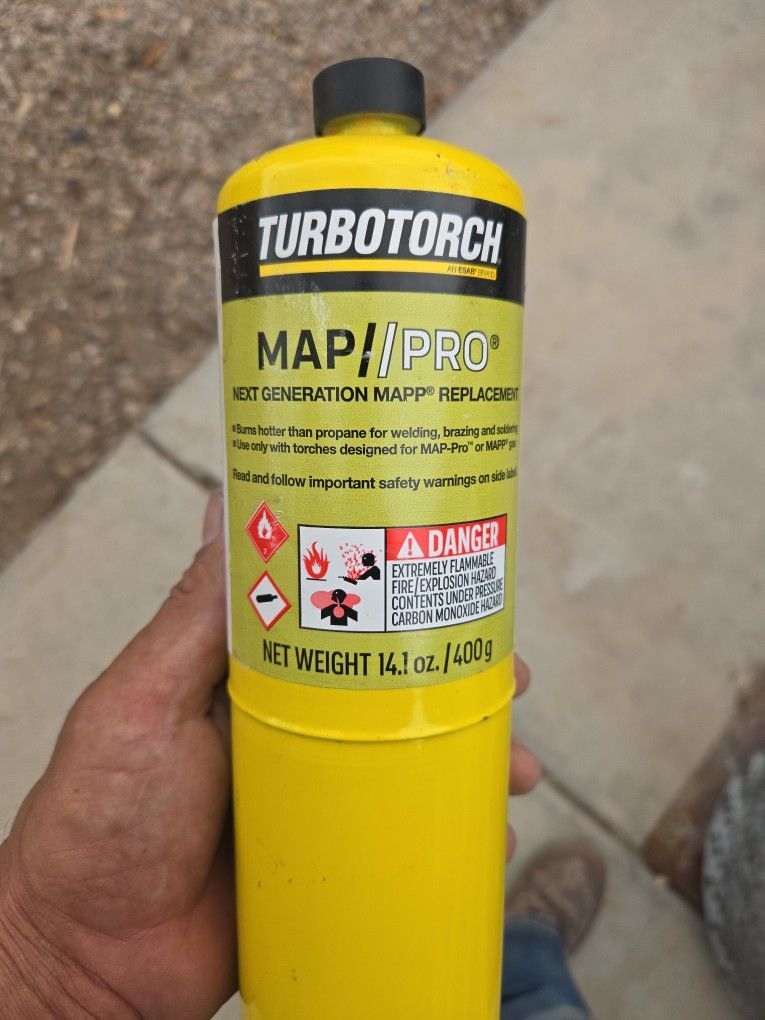 TURBOTORCH
AN ESAB® BRAND
MAP//PRO®
NEXT GENERATION MAPP® REPLACEMENT
Burns hotter than propane for welding, brazing and soldering
Use only with torches designed for MAP-Pro™ or MAPP® gas
Read and follow important safety warnings on side label.
2
DANGER
EXTREMELY FLAMMABLE
FIRE/EXPLOSION HAZARD
CONTENTS UNDER PRESSURE
CARBON MONOXIDE HAZARD
NET WEIGHT 14.1 oz. / 400 g